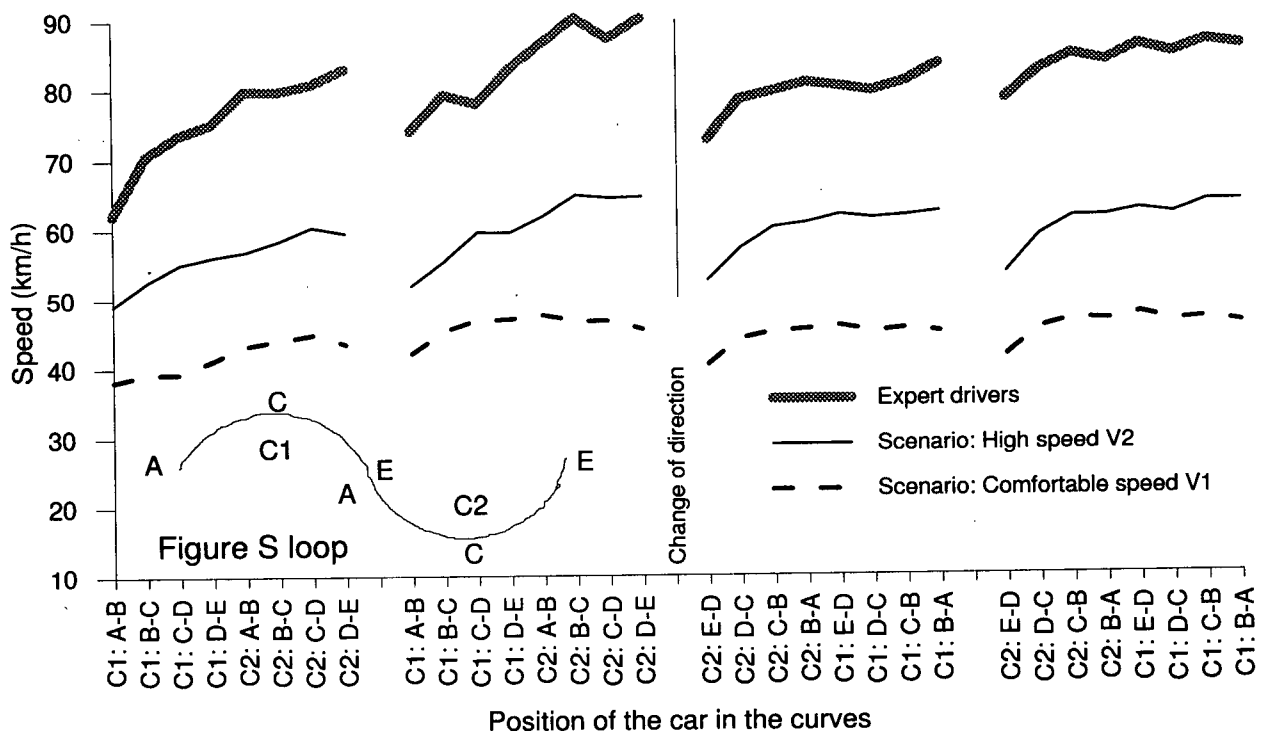 Speed (km/h)
90
80
70
60
50
40
30
20
10
Change of direction
Expert drivers
Scenario: High speed V2
Scenario: Comfortable speed V1
C
C1
A
E
A
E
C2
C
Figure S loop
C1: A-B
C1: B-C
C1: C-D
C1: D-E
C2: A-B
C2: B-C
C2: C-D
C2: D-E
C1: A-B
C1: B-C
C1: C-D
C1: D-E
C2: A-B
C2: B-C
C2: C-D
C2: D-E
C2: E-D
C2: D-C
C2: C-B
C2: B-A
C1: E-D
C1: D-C
C1: C-B
C1: B-A
C2: E-D
C2: D-C
C2: C-B
C2: B-A
C1: E-D
C1: D-C
C1: C-B
C1: B-A
Position of the car in the curves